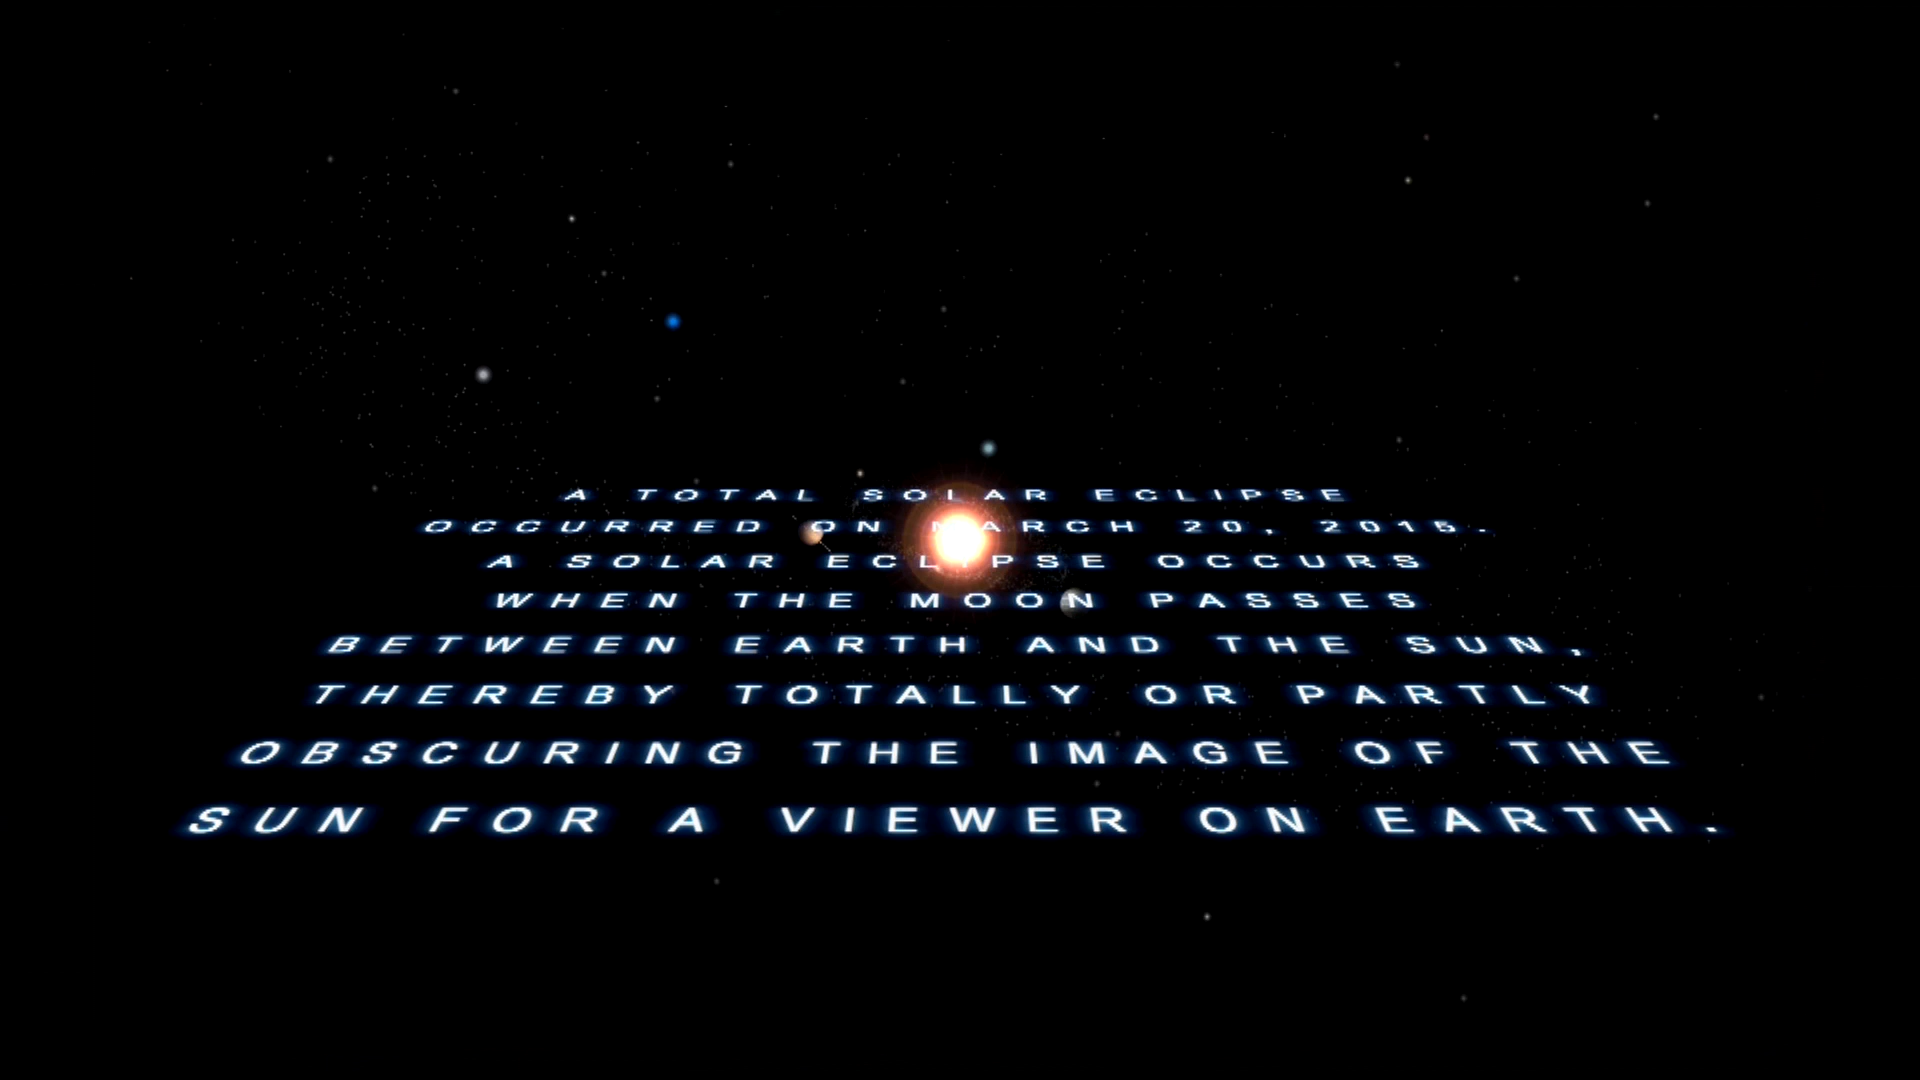 A TOTAL SOLAR ECLIPSE
OCCURRED ON MARCH 20, 2015.
A SOLAR ECLIPSE OCCURS
WHEN THE MOON PASSES
BETWEEN EARTH AND THE SUN,
THEREBY TOTALLY OR PARTLY
OBSCURING THE IMAGE OF THE
SUN FOR A VIEWER ON EARTH.